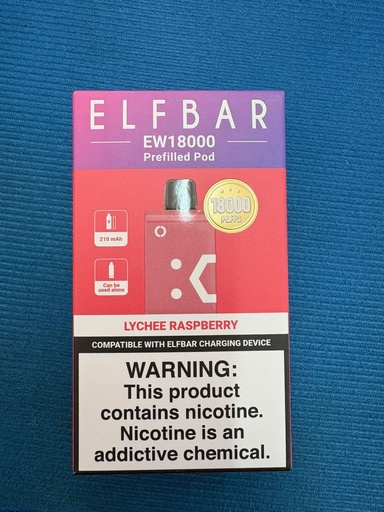 ELFBAR
EW18000
Prefilled Pod
18000
PUFFS
210 mAh
Can be
used alone
LYCHEE RASPBERRY
COMPATIBLE WITH ELFBAR CHARGING DEVICE
WARNING:
This product
contains nicotine.
Nicotine is an
addictive chemical.